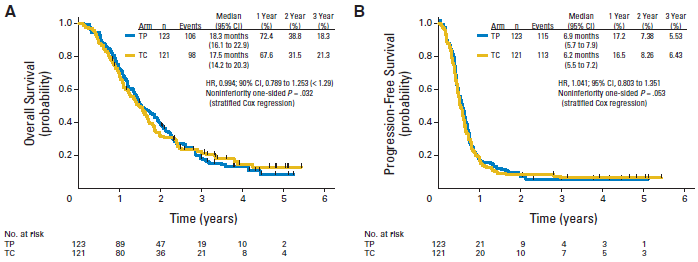 A
Median 1 Year 2 Year 3 Year
Arm n Events (95% CI) (%) (%) (%)
TP 123 106 18.3 months 72.4 38.8 18.3
(16.1 to 22.9)
TC 121 98 17.5 months 67.6 31.5 21.3
(14.2 to 20.3)
HR, 0.994; 90% CI, 0.789 to 1.253 (< 1.29)
Noninferiority one-sided P = .032
(stratified Cox regression)
Overall Survival
(probability)
1.0
0.8
0.6
0.4
0.2
0 1 2 3 4 5 6
Time (years)
No. at risk
TP 123 89 47 19 10 2
TC 121 80 36 21 8 4
B
Median 1 Year 2 Year 3 Year
Arm n Events (95% CI) (%) (%) (%)
TP 123 115 6.9 months 17.2 7.38 5.53
(5.7 to 7.9)
TC 121 113 6.2 months 16.5 8.26 6.43
(5.5 to 7.2)
HR, 1.041; 95% CI, 0.803 to 1.351
Noninferiority one-sided P = .053
(stratified Cox regression)
Progression-Free Survival
(probability)
1.0
0.8
0.6
0.4
0.2
0 1 2 3 4 5 6
Time (years)
No. at risk
TP 123 21 9 4 3 1
TC 121 20 10 7 5 3